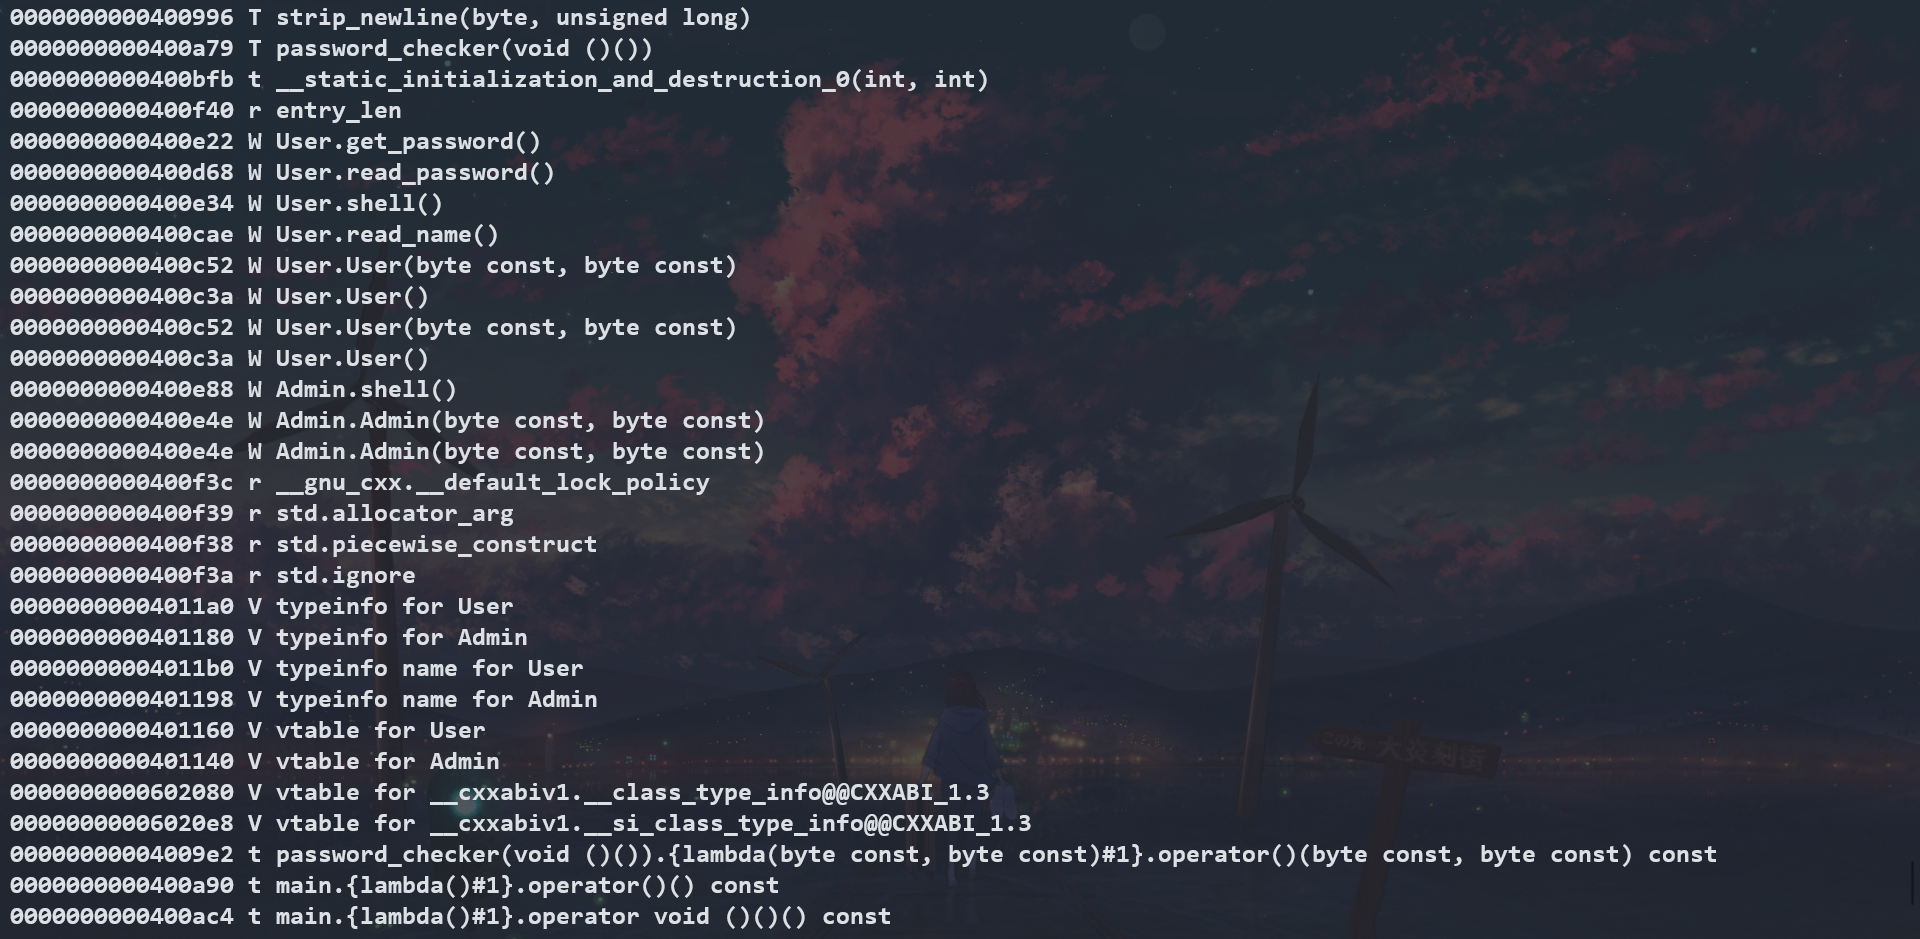 0000000000400996 T strip_newline(byte, unsigned long)
0000000000400a79 T password_checker(void ()())
0000000000400bfb t __static_initialization_and_destruction_0(int, int)
0000000000400f40 r entry_len
0000000000400e22 W User.get_password()
0000000000400d68 W User.read_password()
0000000000400e34 W User.shell()
0000000000400cae W User.read_name()
0000000000400c52 W User.User(byte const, byte const)
0000000000400c3a W User.User()
0000000000400c52 W User.User(byte const, byte const)
0000000000400c3a W User.User()
0000000000400e88 W Admin.shell()
0000000000400e4e W Admin.Admin(byte const, byte const)
0000000000400e4e W Admin.Admin(byte const, byte const)
0000000000400f3c r __gnu_cxx.__default_lock_policy
0000000000400f39 r std.allocator_arg
0000000000400f38 r std.piecewise_construct
0000000000400f3a r std.ignore
00000000004011a0 V typeinfo for User
0000000000401180 V typeinfo for Admin
00000000004011b0 V typeinfo name for User
0000000000401198 V typeinfo name for Admin
0000000000401160 V vtable for User
0000000000401140 V vtable for Admin
0000000000602080 V vtable for __cxxabiv1.__class_type_info@@CXXABI_1.3
00000000006020e8 V vtable for __cxxabiv1.__si_class_type_info@@CXXABI_1.3
00000000004009e2 t password_checker(void ()()).{lambda(byte const, byte const)#1}.operator()(byte const, byte const) const
0000000000400a90 t main.{lambda()#1}.operator()() const
0000000000400ac4 t main.{lambda()#1}.operator void ()()() const